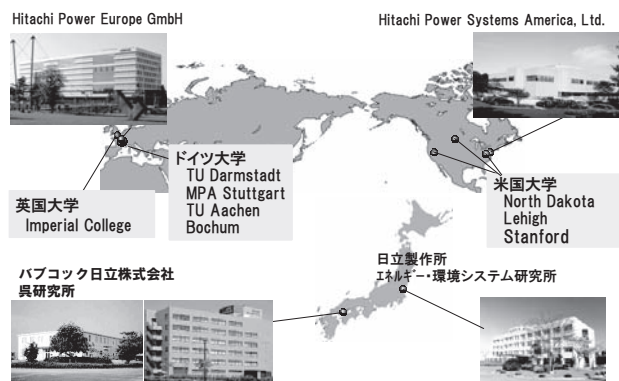 Hitachi Power Europe GmbH
Hitachi Power Systems America, Ltd.
ドイツ大学
TU Darmstadt
MPA Stuttgart
TU Aachen
Bochum
英国大学
Imperial College
米国大学
North Dakota
Lehigh
Stanford
日立製作所
エネルギー・環境システム研究所
バブコック日立株式会社
呉研究所